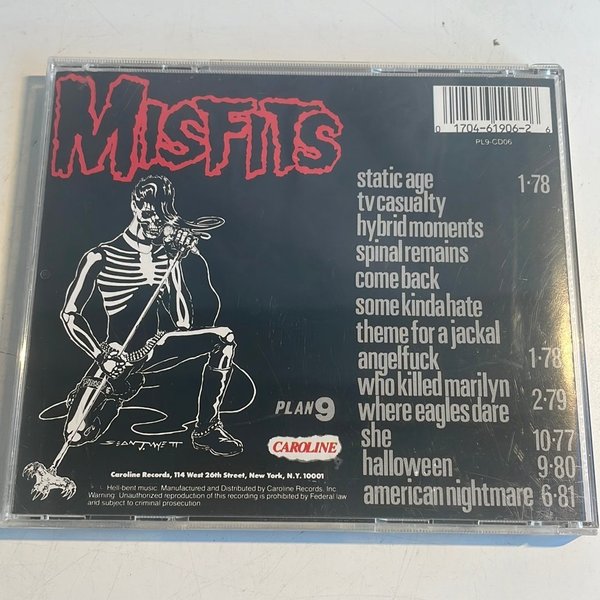 MISFITS
0 1704-61906-2 6
PL9-CD06
static age 1·78
tv casualty
hybrid moments
spinal remains
come back
some kinda hate
theme for a jackal
angelfuck 1·78
who killed marilyn
where eagles dare 2·79
she 10·77
halloween 9·80
american nightmare 6·81
PLAN 9
CAROLINE
Caroline Records, 114 West 26th Street, New York, N.Y. 10001
Hell-bent music. Manufactured and Distributed by Caroline Records, Inc.
Warning: Unauthorized reproduction of this recording is prohibited by Federal law
and subject to criminal prosecution